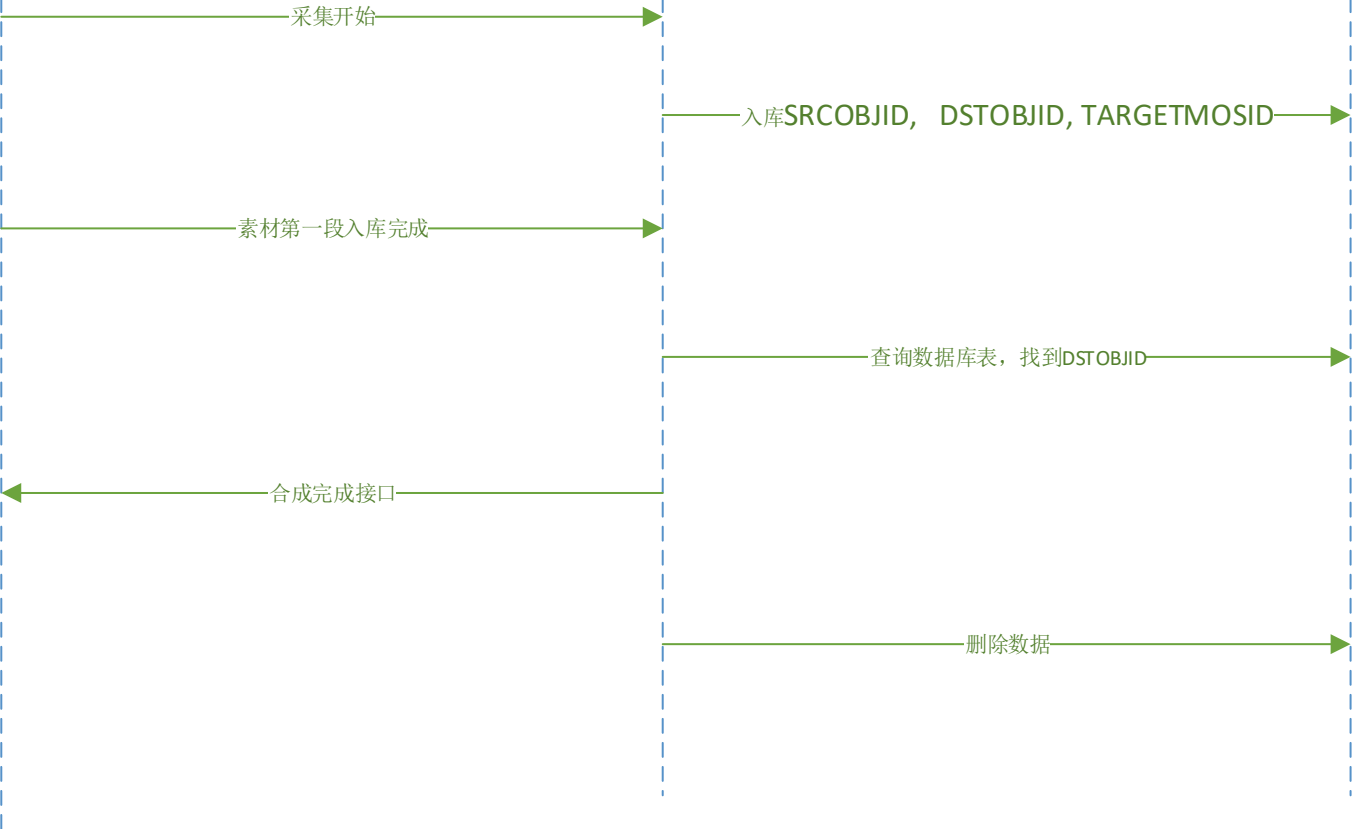 采集开始
入库SRCOBJID, DSTOBJID, TARGETMOSID
素材第一段入库完成
查询数据库表，找到DSTOBJID
合成完成接口
删除数据